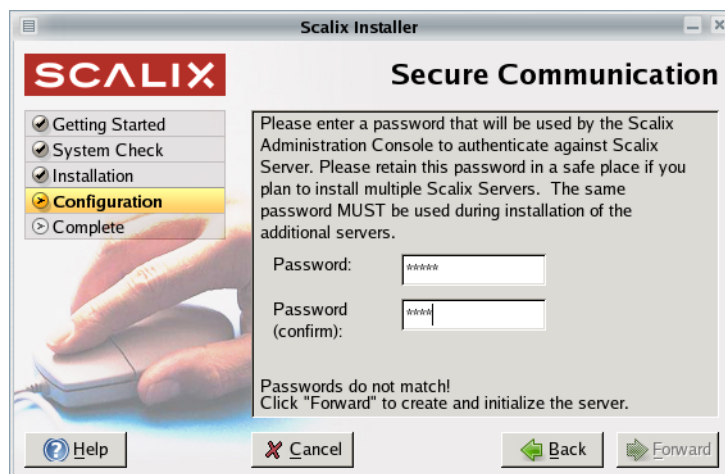 Scalix Installer
SCALIX
Secure Communication
Getting Started
System Check
Installation
Configuration
Complete
Please enter a password that will be used by the Scalix
Administration Console to authenticate against Scalix
Server. Please retain this password in a safe place if you
plan to install multiple Scalix Servers. The same
password MUST be used during installation of the
additional servers.
Password: *****
Password
(confirm): ****
Passwords do not match!
Click "Forward" to create and initialize the server.
Help
Cancel
Back
Forward